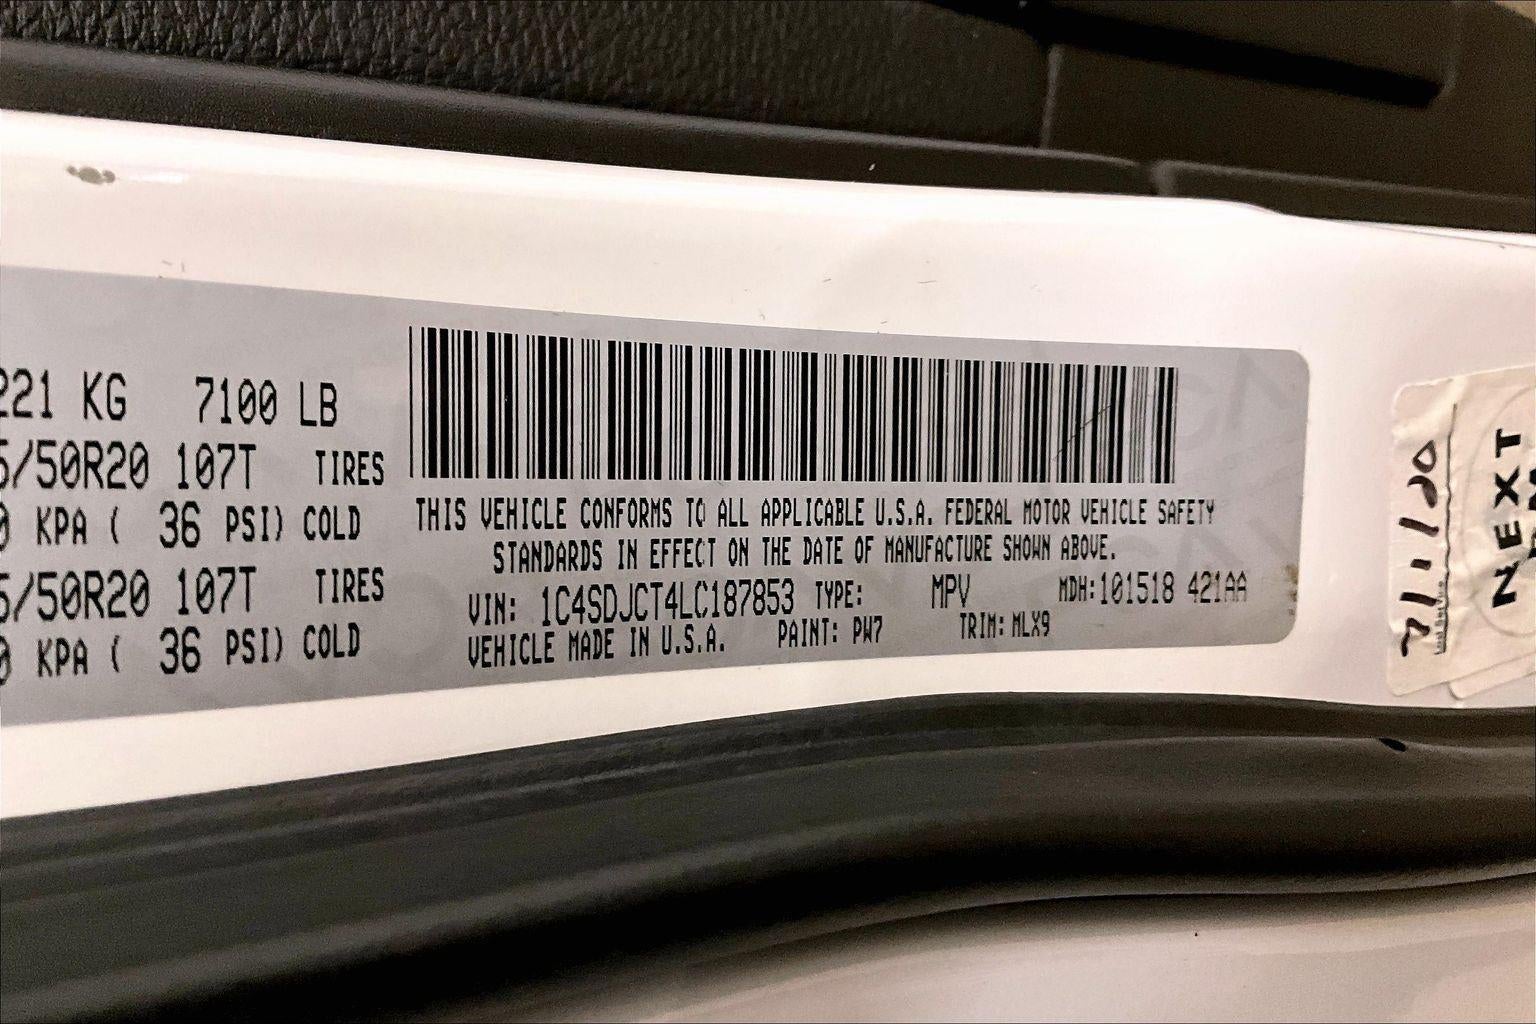 221 KG 7100 LB
5/50R20 107T TIRES
0 KPA ( 36 PSI) COLD
5/50R20 107T TIRES
0 KPA ( 36 PSI) COLD
THIS VEHICLE CONFORMS TO ALL APPLICABLE U.S.A. FEDERAL MOTOR VEHICLE SAFETY
STANDARDS IN EFFECT ON THE DATE OF MANUFACTURE SHOWN ABOVE.
VIN: 1C4SDJCT4LC187853 TYPE: MPV MDH:101518 421AA
VEHICLE MADE IN U.S.A. PAINT: PW7 TRIM: MLX9
NEXT